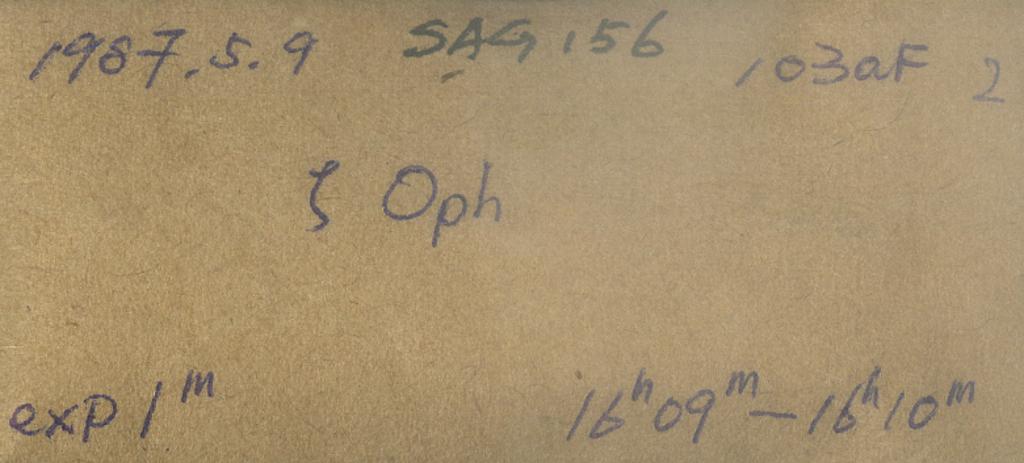 1987.5.9 SAG 156 103aF 2
ζ Oph
exp 1ᵐ 16ʰ09ᵐ—16ʰ10ᵐ